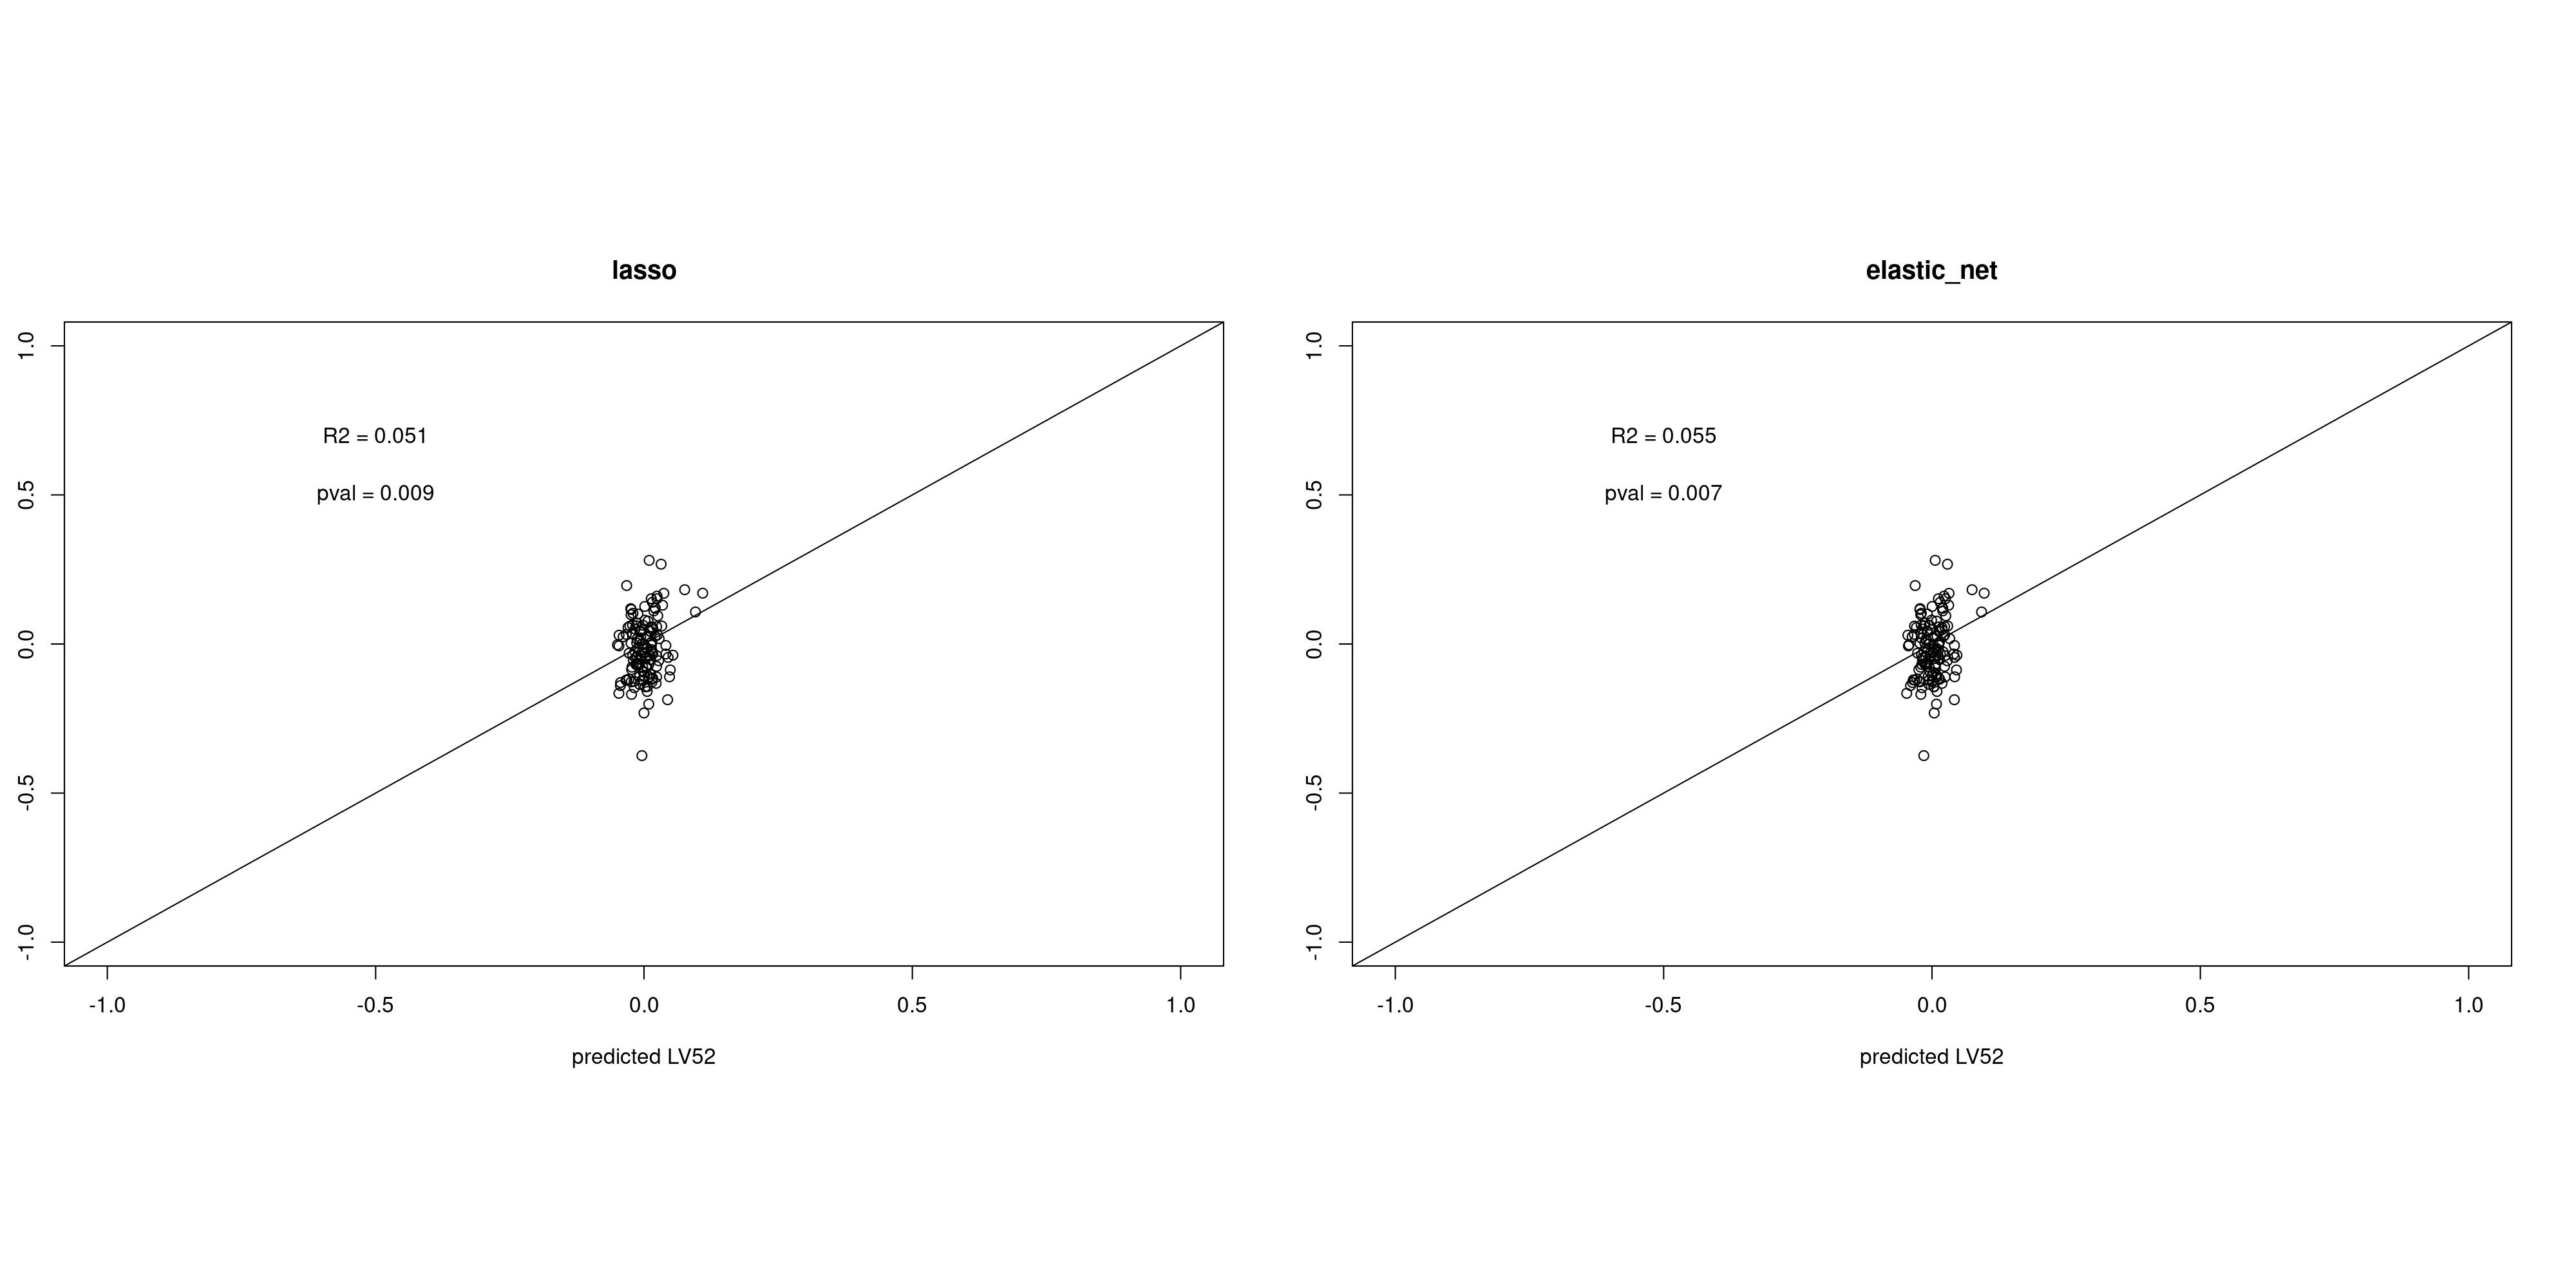 lasso
R2 = 0.051
pval = 0.009
1.0
0.5
0.0
-0.5
-1.0
-1.0 -0.5 0.0 0.5 1.0
predicted LV52
elastic_net
R2 = 0.055
pval = 0.007
1.0
0.5
0.0
-0.5
-1.0
-1.0 -0.5 0.0 0.5 1.0
predicted LV52